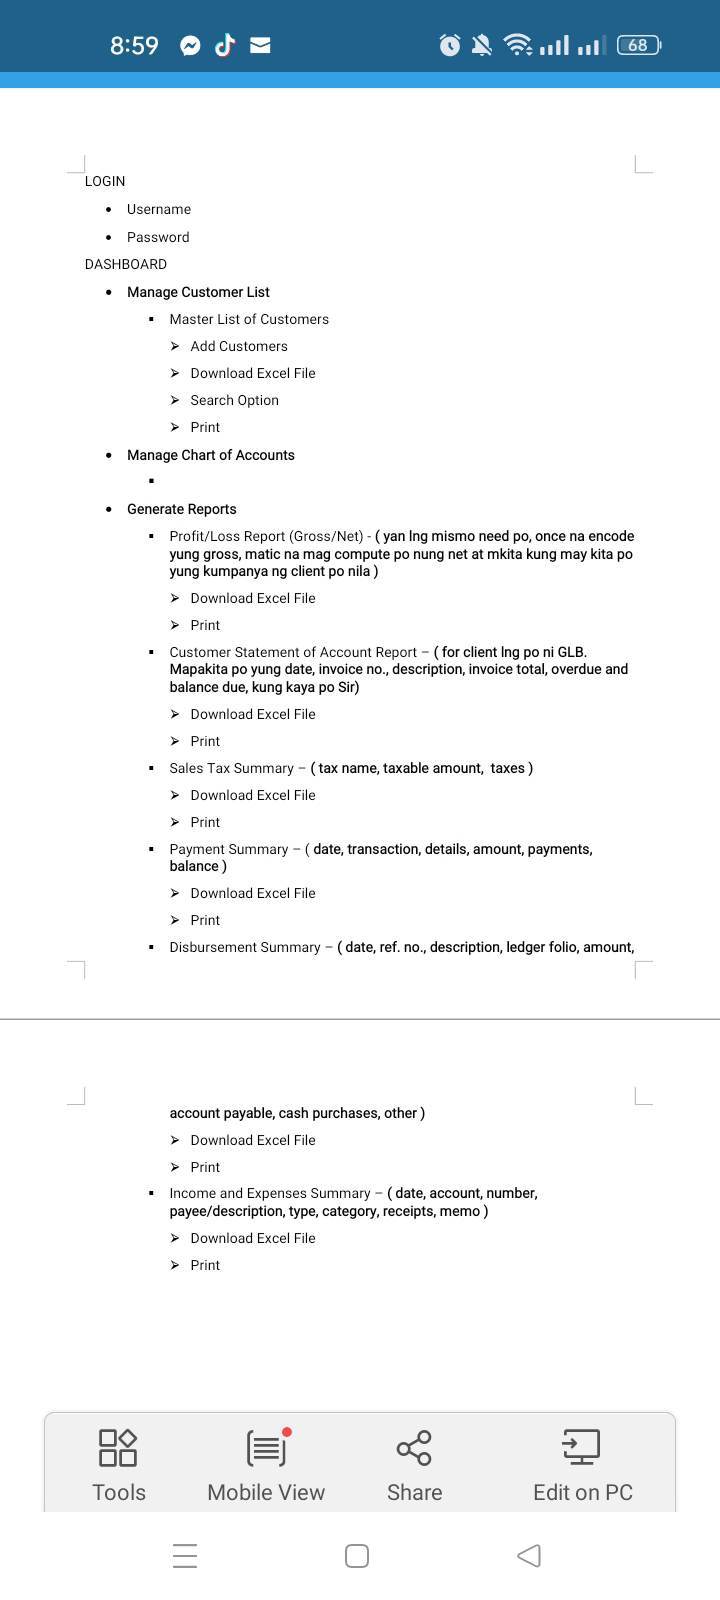 8:59
68
LOGIN
• Username
• Password
DASHBOARD
• Manage Customer List
▪ Master List of Customers
➢ Add Customers
➢ Download Excel File
➢ Search Option
➢ Print
• Manage Chart of Accounts
▪
• Generate Reports
▪ Profit/Loss Report (Gross/Net) - ( yan lng mismo need po, once na encode
yung gross, matic na mag compute po nung net at mkita kung may kita po
yung kumpanya ng client po nila )
➢ Download Excel File
➢ Print
▪ Customer Statement of Account Report – ( for client lng po ni GLB.
Mapakita po yung date, invoice no., description, invoice total, overdue and
balance due, kung kaya po Sir)
➢ Download Excel File
➢ Print
▪ Sales Tax Summary – ( tax name, taxable amount,  taxes )
➢ Download Excel File
➢ Print
▪ Payment Summary – ( date, transaction, details, amount, payments,
balance )
➢ Download Excel File
➢ Print
▪ Disbursement Summary – ( date, ref. no., description, ledger folio, amount,
account payable, cash purchases, other )
➢ Download Excel File
➢ Print
▪ Income and Expenses Summary – ( date, account, number,
payee/description, type, category, receipts, memo )
➢ Download Excel File
➢ Print
Tools Mobile View Share Edit on PC